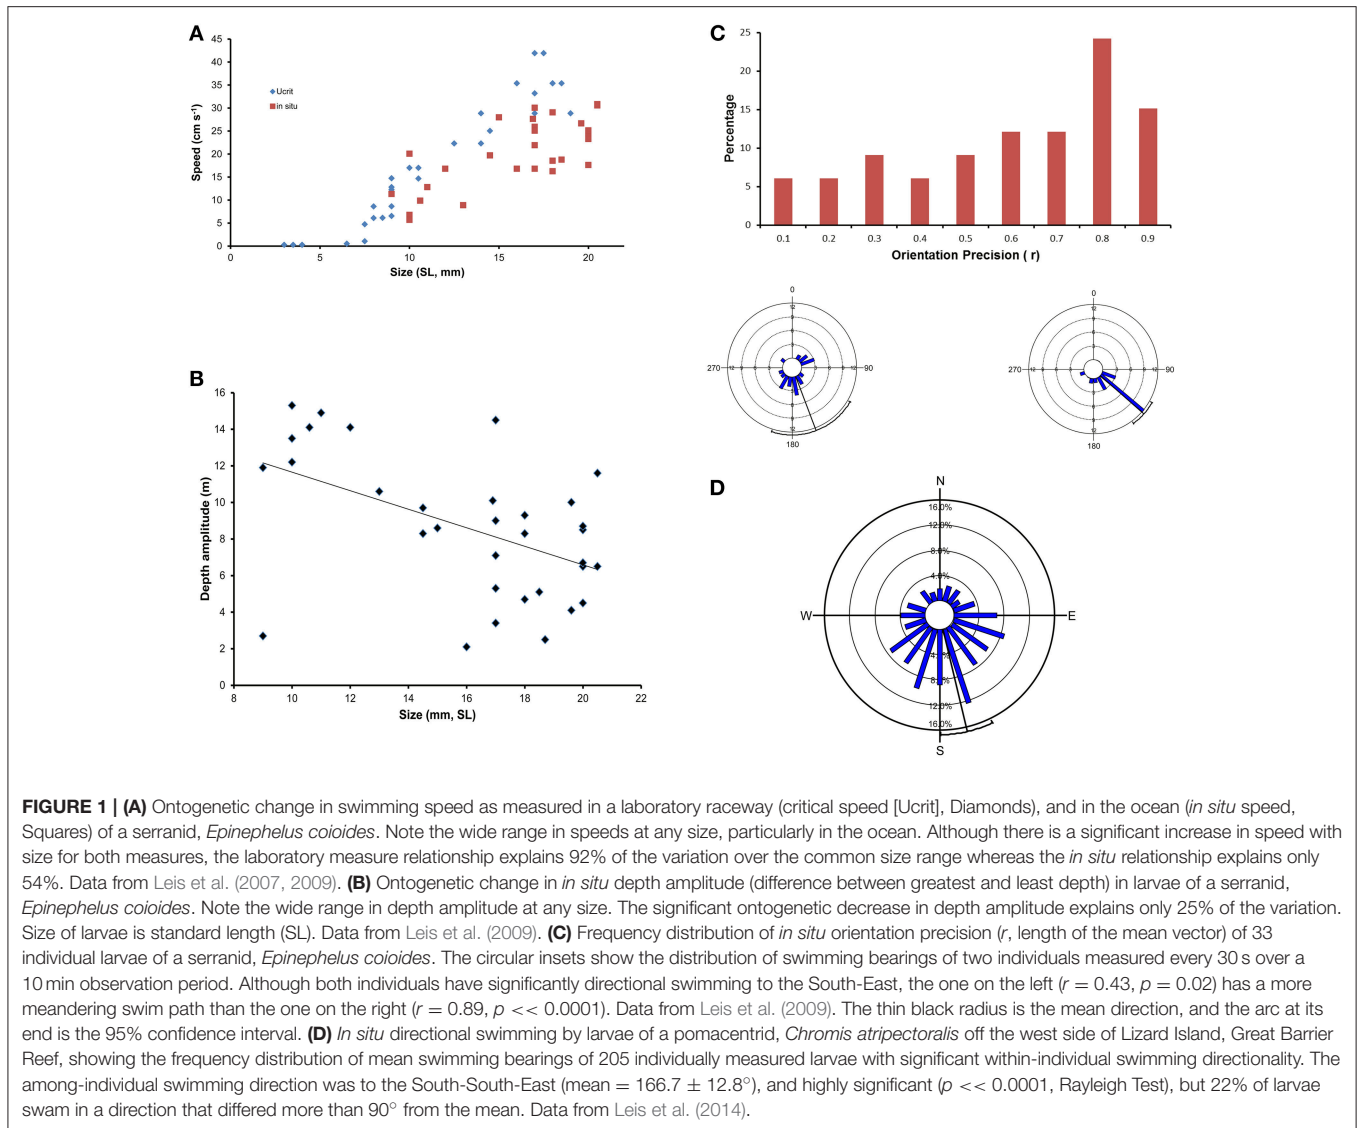 A
Speed (cm s⁻¹)
45
40
35
30
25
20
15
10
5
0
Ucrit
in situ
0 5 10 15 20
Size (SL, mm)
C
Percentage
25
20
15
10
5
0
0.1 0.2 0.3 0.4 0.5 0.6 0.7 0.8 0.9
Orientation Precision ( r)
0
270
90
180
0
270
90
180
B
Depth amplitude (m)
16
14
12
10
8
6
4
2
0
8 10 12 14 16 18 20 22
Size (mm, SL)
D
N
16.0%
12.0%
8.0%
4.0%
W
E
12.0%
16.0%
S
FIGURE 1 | (A) Ontogenetic change in swimming speed as measured in a laboratory raceway (critical speed [Ucrit], Diamonds), and in the ocean (in situ speed,
Squares) of a serranid, Epinephelus coioides. Note the wide range in speeds at any size, particularly in the ocean. Although there is a significant increase in speed with
size for both measures, the laboratory measure relationship explains 92% of the variation over the common size range whereas the in situ relationship explains only
54%. Data from Leis et al. (2007, 2009). (B) Ontogenetic change in in situ depth amplitude (difference between greatest and least depth) in larvae of a serranid,
Epinephelus coioides. Note the wide range in depth amplitude at any size. The significant ontogenetic decrease in depth amplitude explains only 25% of the variation.
Size of larvae is standard length (SL). Data from Leis et al. (2009). (C) Frequency distribution of in situ orientation precision (r, length of the mean vector) of 33
individual larvae of a serranid, Epinephelus coioides. The circular insets show the distribution of swimming bearings of two individuals measured every 30 s over a
10 min observation period. Although both individuals have significantly directional swimming to the South-East, the one on the left (r = 0.43, p = 0.02) has a more
meandering swim path than the one on the right (r = 0.89, p << 0.0001). Data from Leis et al. (2009). The thin black radius is the mean direction, and the arc at its
end is the 95% confidence interval. (D) In situ directional swimming by larvae of a pomacentrid, Chromis atripectoralis off the west side of Lizard Island, Great Barrier
Reef, showing the frequency distribution of mean swimming bearings of 205 individually measured larvae with significant within-individual swimming directionality. The
among-individual swimming direction was to the South-South-East (mean = 166.7 ± 12.8°), and highly significant (p << 0.0001, Rayleigh Test), but 22% of larvae
swam in a direction that differed more than 90° from the mean. Data from Leis et al. (2014).